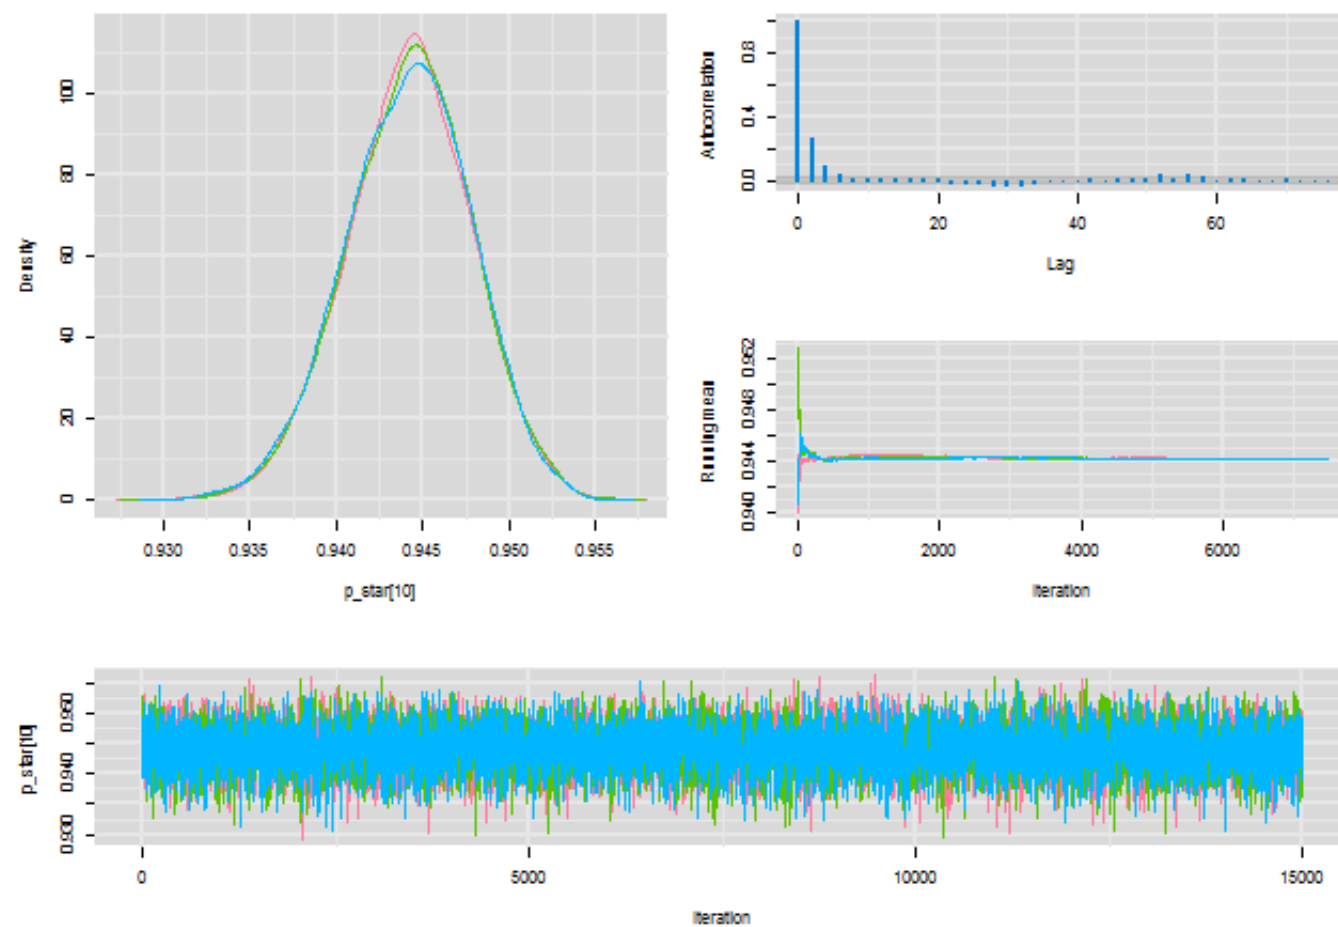 Density
0
20
40
60
80
100
0.930 0.935 0.940 0.945 0.950 0.955
p_star[10]
Autocorrelation
0.0 0.4 0.8
0 20 40 60
Lag
Running mean
0.940 0.944 0.948 0.952
0 2000 4000 6000
Iteration
p_star[10]
0.930 0.940 0.950
0 5000 10000 15000
Iteration